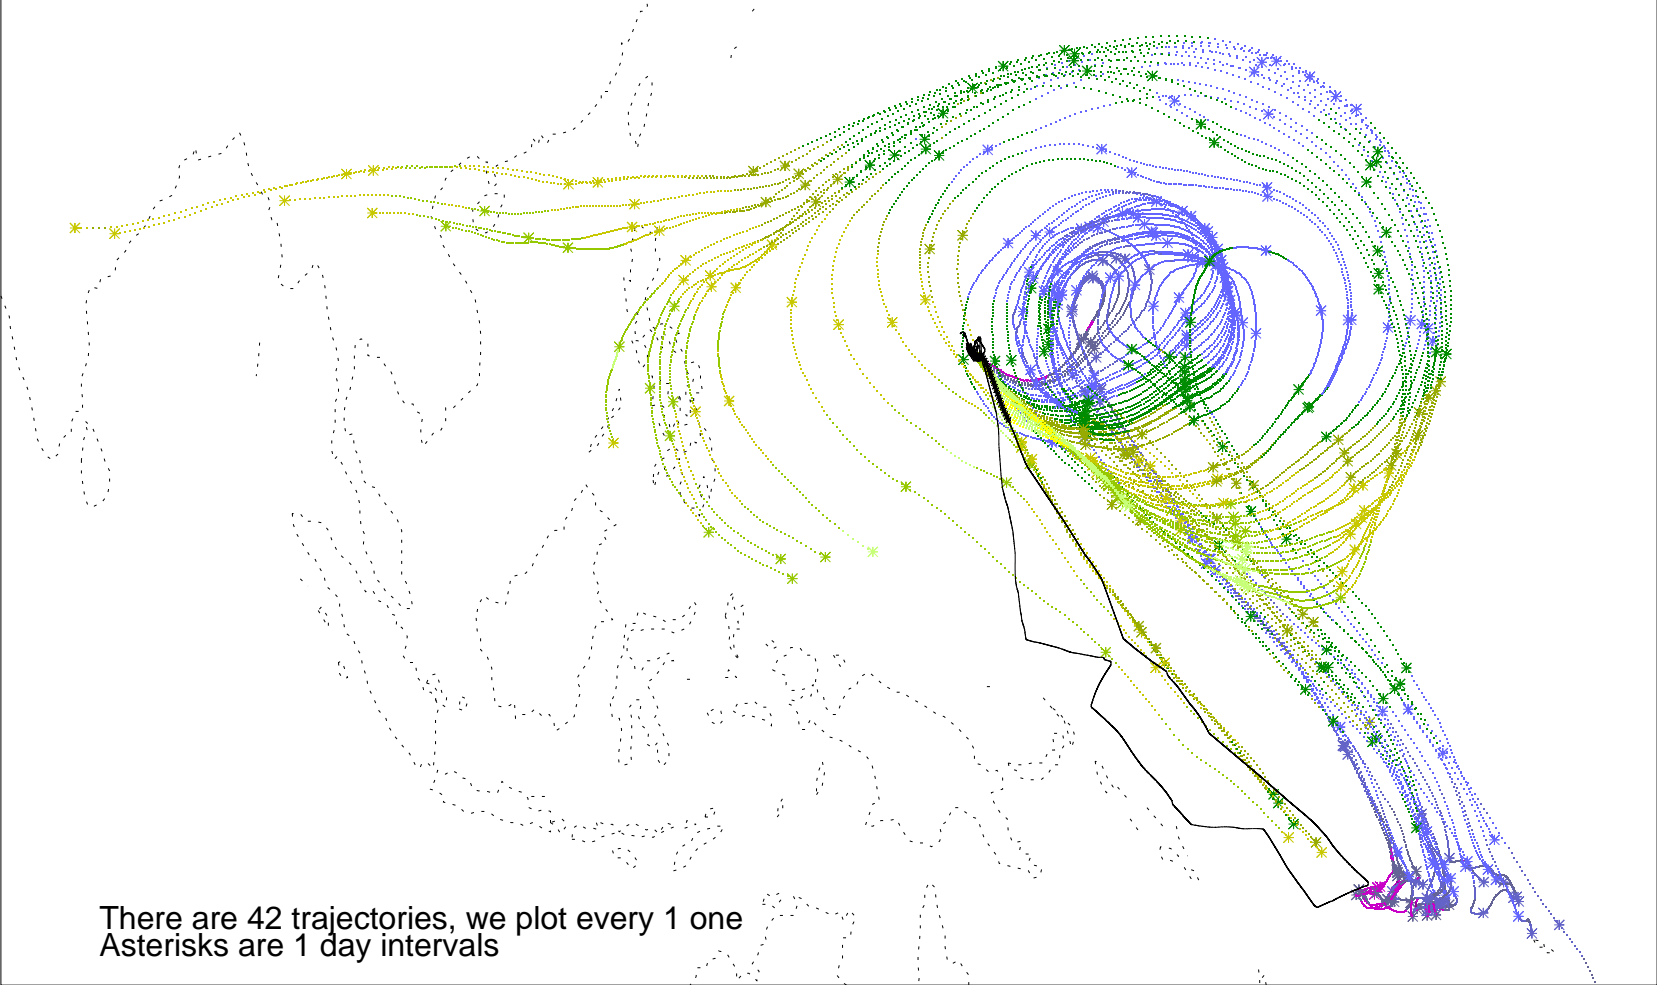 There are 42 trajectories, we plot every 1 one
Asterisks are 1 day intervals